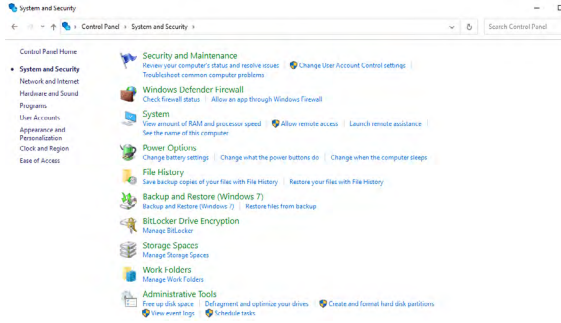 System and Security
Control Panel > System and Security >
Search Control Panel
Control Panel Home
System and Security
Network and Internet
Hardware and Sound
Programs
User Accounts
Appearance and
Personalization
Clock and Region
Ease of Access
Security and Maintenance
Review your computer's status and resolve issues | Change User Account Control settings |
Troubleshoot common computer problems
Windows Defender Firewall
Check firewall status | Allow an app through Windows Firewall
System
View amount of RAM and processor speed | Allow remote access | Launch remote assistance |
See the name of this computer
Power Options
Change battery settings | Change what the power buttons do | Change when the computer sleeps
File History
Save backup copies of your files with File History | Restore your files with File History
Backup and Restore (Windows 7)
Backup and Restore (Windows 7) | Restore files from backup
BitLocker Drive Encryption
Manage BitLocker
Storage Spaces
Manage Storage Spaces
Work Folders
Manage Work Folders
Administrative Tools
Free up disk space | Defragment and optimize your drives | Create and format hard disk partitions |
View event logs | Schedule tasks